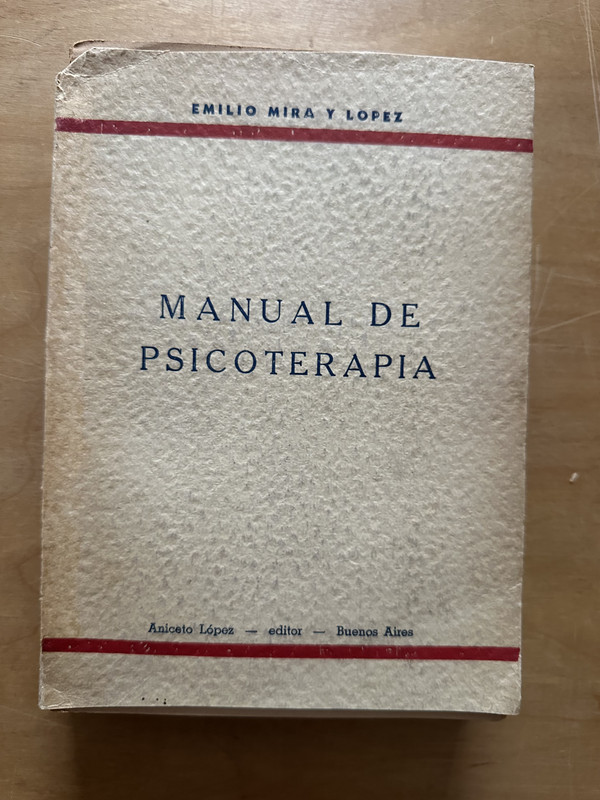 EMILIO MIRA Y LOPEZ
MANUAL DE
PSICOTERAPIA
Aniceto López — editor — Buenos Aires